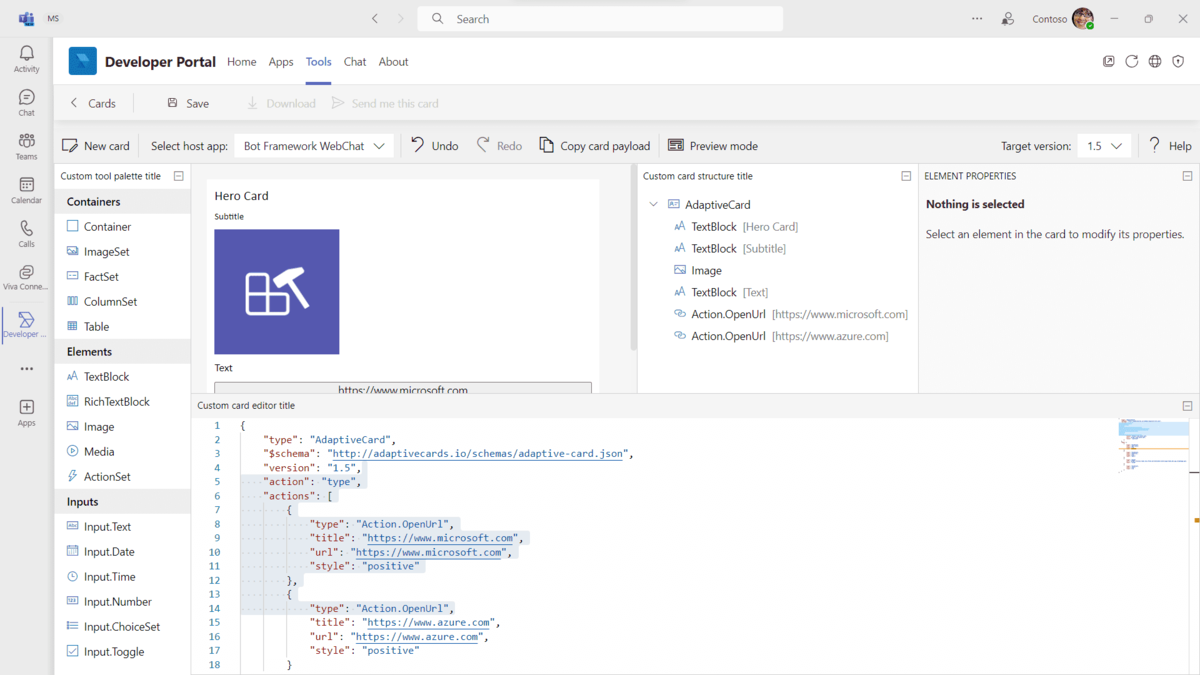 MS
Search
Contoso
Activity
Chat
Teams
Calendar
Calls
Viva Conne...
Developer ...
Apps
Developer Portal Home Apps Tools Chat About
Cards Save Download Send me this card
New card Select host app: Bot Framework WebChat Undo Redo Copy card payload Preview mode Target version: 1.5 Help
Custom tool palette title
Containers
Container
ImageSet
FactSet
ColumnSet
Table
Elements
TextBlock
RichTextBlock
Image
Media
ActionSet
Inputs
Input.Text
Input.Date
Input.Time
Input.Number
Input.ChoiceSet
Input.Toggle
Hero Card
Subtitle
Text
https://www.microsoft.com
Custom card structure title
AdaptiveCard
TextBlock [Hero Card]
TextBlock [Subtitle]
Image
TextBlock [Text]
Action.OpenUrl [https://www.microsoft.com]
Action.OpenUrl [https://www.azure.com]
ELEMENT PROPERTIES
Nothing is selected
Select an element in the card to modify its properties.
Custom card editor title
1 {
2 "type": "AdaptiveCard",
3 "$schema": "http://adaptivecards.io/schemas/adaptive-card.json",
4 "version": "1.5",
5 "action": "type",
6 "actions": [
7 {
8 "type": "Action.OpenUrl",
9 "title": "https://www.microsoft.com",
10 "url": "https://www.microsoft.com",
11 "style": "positive"
12 },
13 {
14 "type": "Action.OpenUrl",
15 "title": "https://www.azure.com",
16 "url": "https://www.azure.com",
17 "style": "positive"
18 }